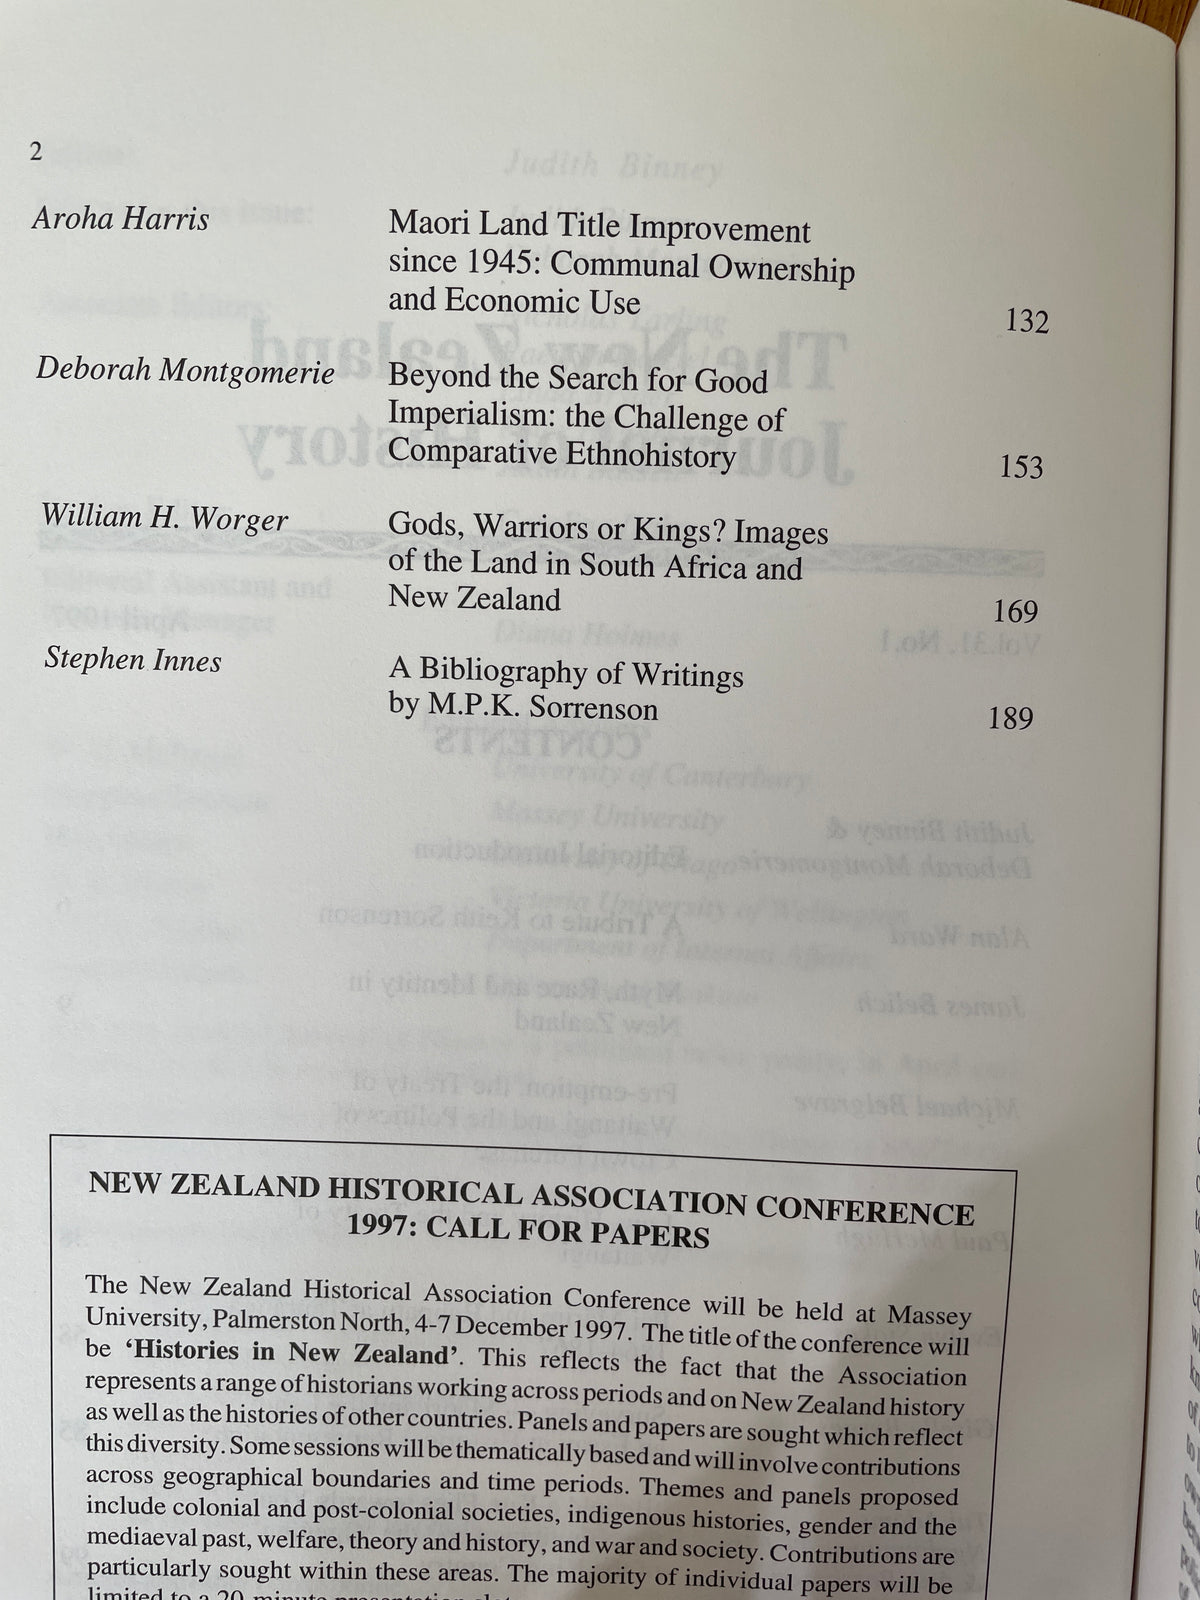 2
Aroha Harris
Maori Land Title Improvement
since 1945: Communal Ownership
and Economic Use
132
Deborah Montgomerie
Beyond the Search for Good
Imperialism: the Challenge of
Comparative Ethnohistory
153
William H. Worger
Gods, Warriors or Kings? Images
of the Land in South Africa and
New Zealand
169
Stephen Innes
A Bibliography of Writings
by M.P.K. Sorrenson
189
NEW ZEALAND HISTORICAL ASSOCIATION CONFERENCE
1997: CALL FOR PAPERS
The New Zealand Historical Association Conference will be held at Massey
University, Palmerston North, 4-7 December 1997. The title of the conference will
be ‘Histories in New Zealand’. This reflects the fact that the Association
represents a range of historians working across periods and on New Zealand history
as well as the histories of other countries. Panels and papers are sought which reflect
this diversity. Some sessions will be thematically based and will involve contributions
across geographical boundaries and time periods. Themes and panels proposed
include colonial and post-colonial societies, indigenous histories, gender and the
mediaeval past, welfare, theory and history, and war and society. Contributions are
particularly sought within these areas. The majority of individual papers will be
limited to a 20